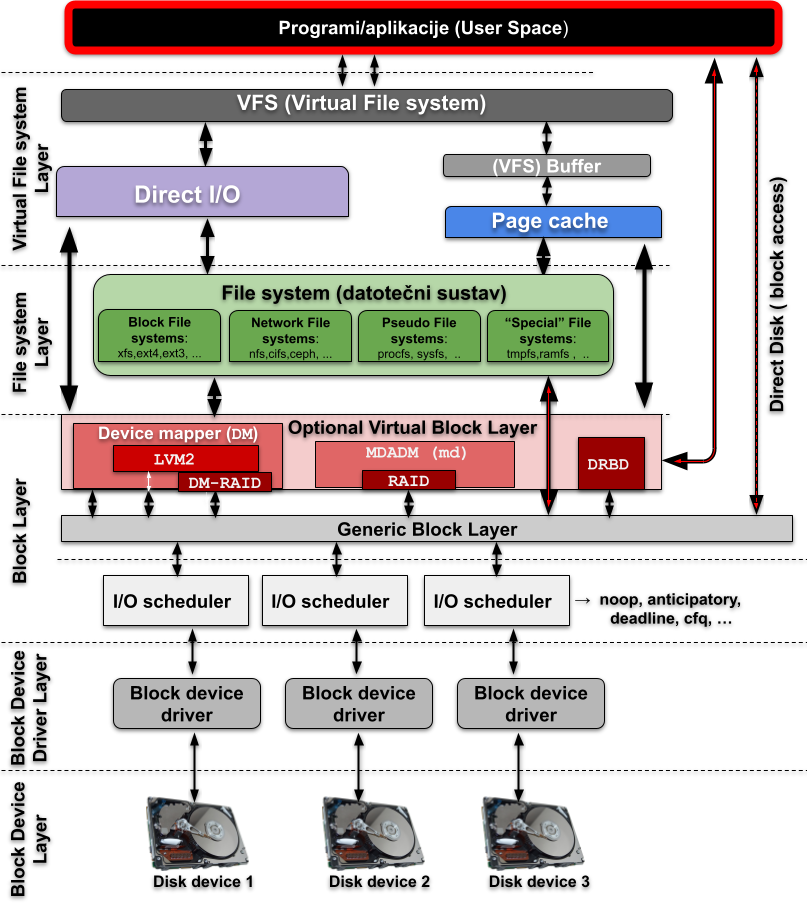 Programi/aplikacije (User Space)
Virtual File system
Layer
VFS (Virtual File system)
(VFS) Buffer
Direct I/O
Page cache
Direct Disk ( block access)
File system
Layer
File system (datotečni sustav)
Block File
systems:
xfs,ext4,ext3, ...
Network File
systems:
nfs,cifs,ceph, ...
Pseudo File
systems:
procfs, sysfs, ..
“Special” File
systems:
tmpfs,ramfs , ..
Block Layer
Optional Virtual Block Layer
Device mapper (DM)
LVM2
DM-RAID
MDADM (md)
RAID
DRBD
Generic Block Layer
I/O scheduler
I/O scheduler
I/O scheduler
→ noop, anticipatory,
deadline, cfq, …
Block Device
Driver Layer
Block device
driver
Block device
driver
Block device
driver
Block Device
Layer
Disk device 1
Disk device 2
Disk device 3